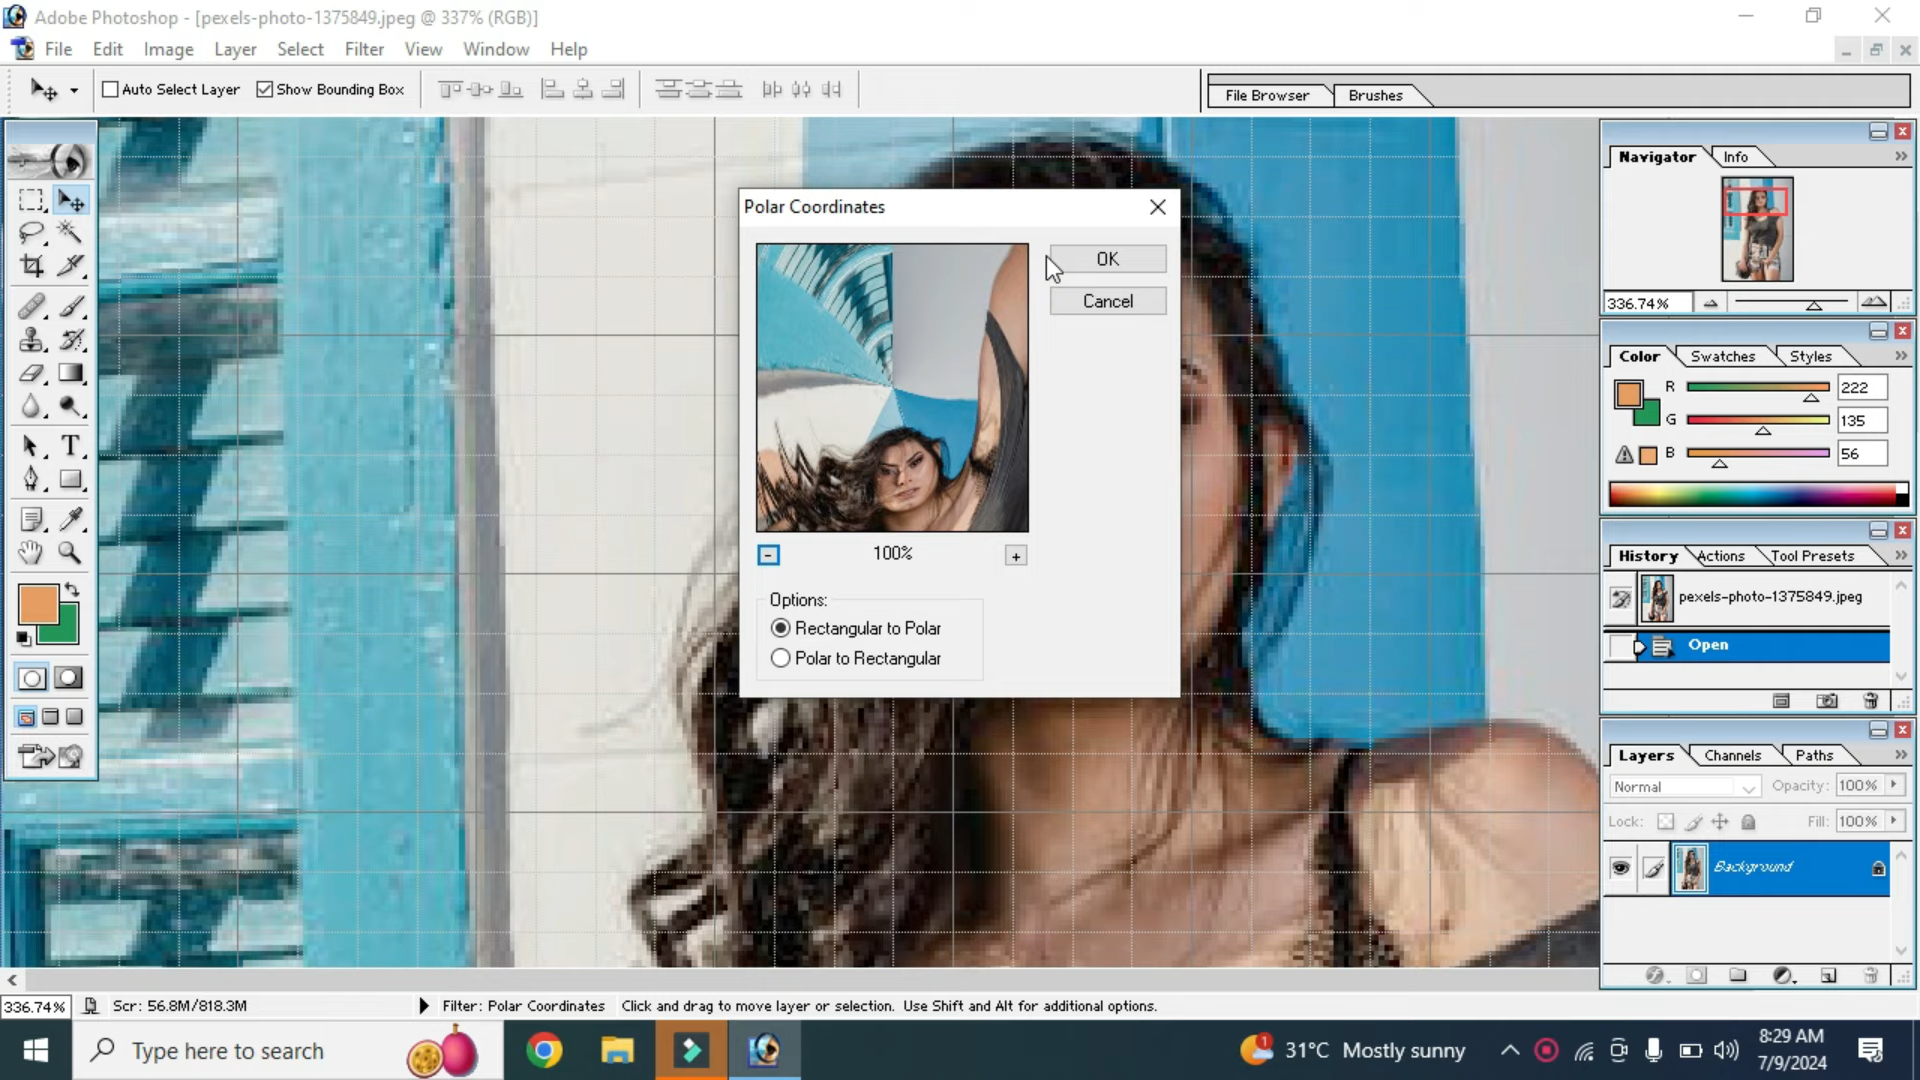 Adobe Photoshop - [pexels-photo-1375849.jpeg @ 337% (RGB)]
File Edit Image Layer Select Filter View Window Help
Auto Select Layer Show Bounding Box
File Browser Brushes
Navigator Info
336.74%
Polar Coordinates
OK
Cancel
100%
Options:
Rectangular to Polar
Polar to Rectangular
Color Swatches Styles
R 222
G 135
B 56
History Actions Tool Presets
pexels-photo-1375849.jpeg
Open
Layers Channels Paths
Normal Opacity: 100%
Lock: Fill: 100%
Background
336.74% Scr: 56.8M/818.3M Filter: Polar Coordinates Click and drag to move layer or selection. Use Shift and Alt for additional options.
Type here to search
1 31°C Mostly sunny
8:29 AM
7/9/2024